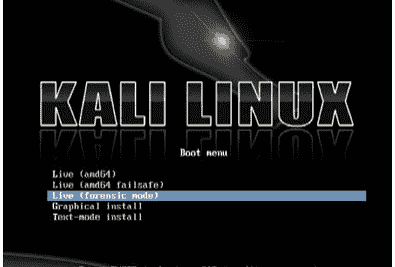 KALI LINUX
Boot menu
Live (amd64)
Live (amd64 failsafe)
Live (forensic mode)
Graphical install
Text-mode install